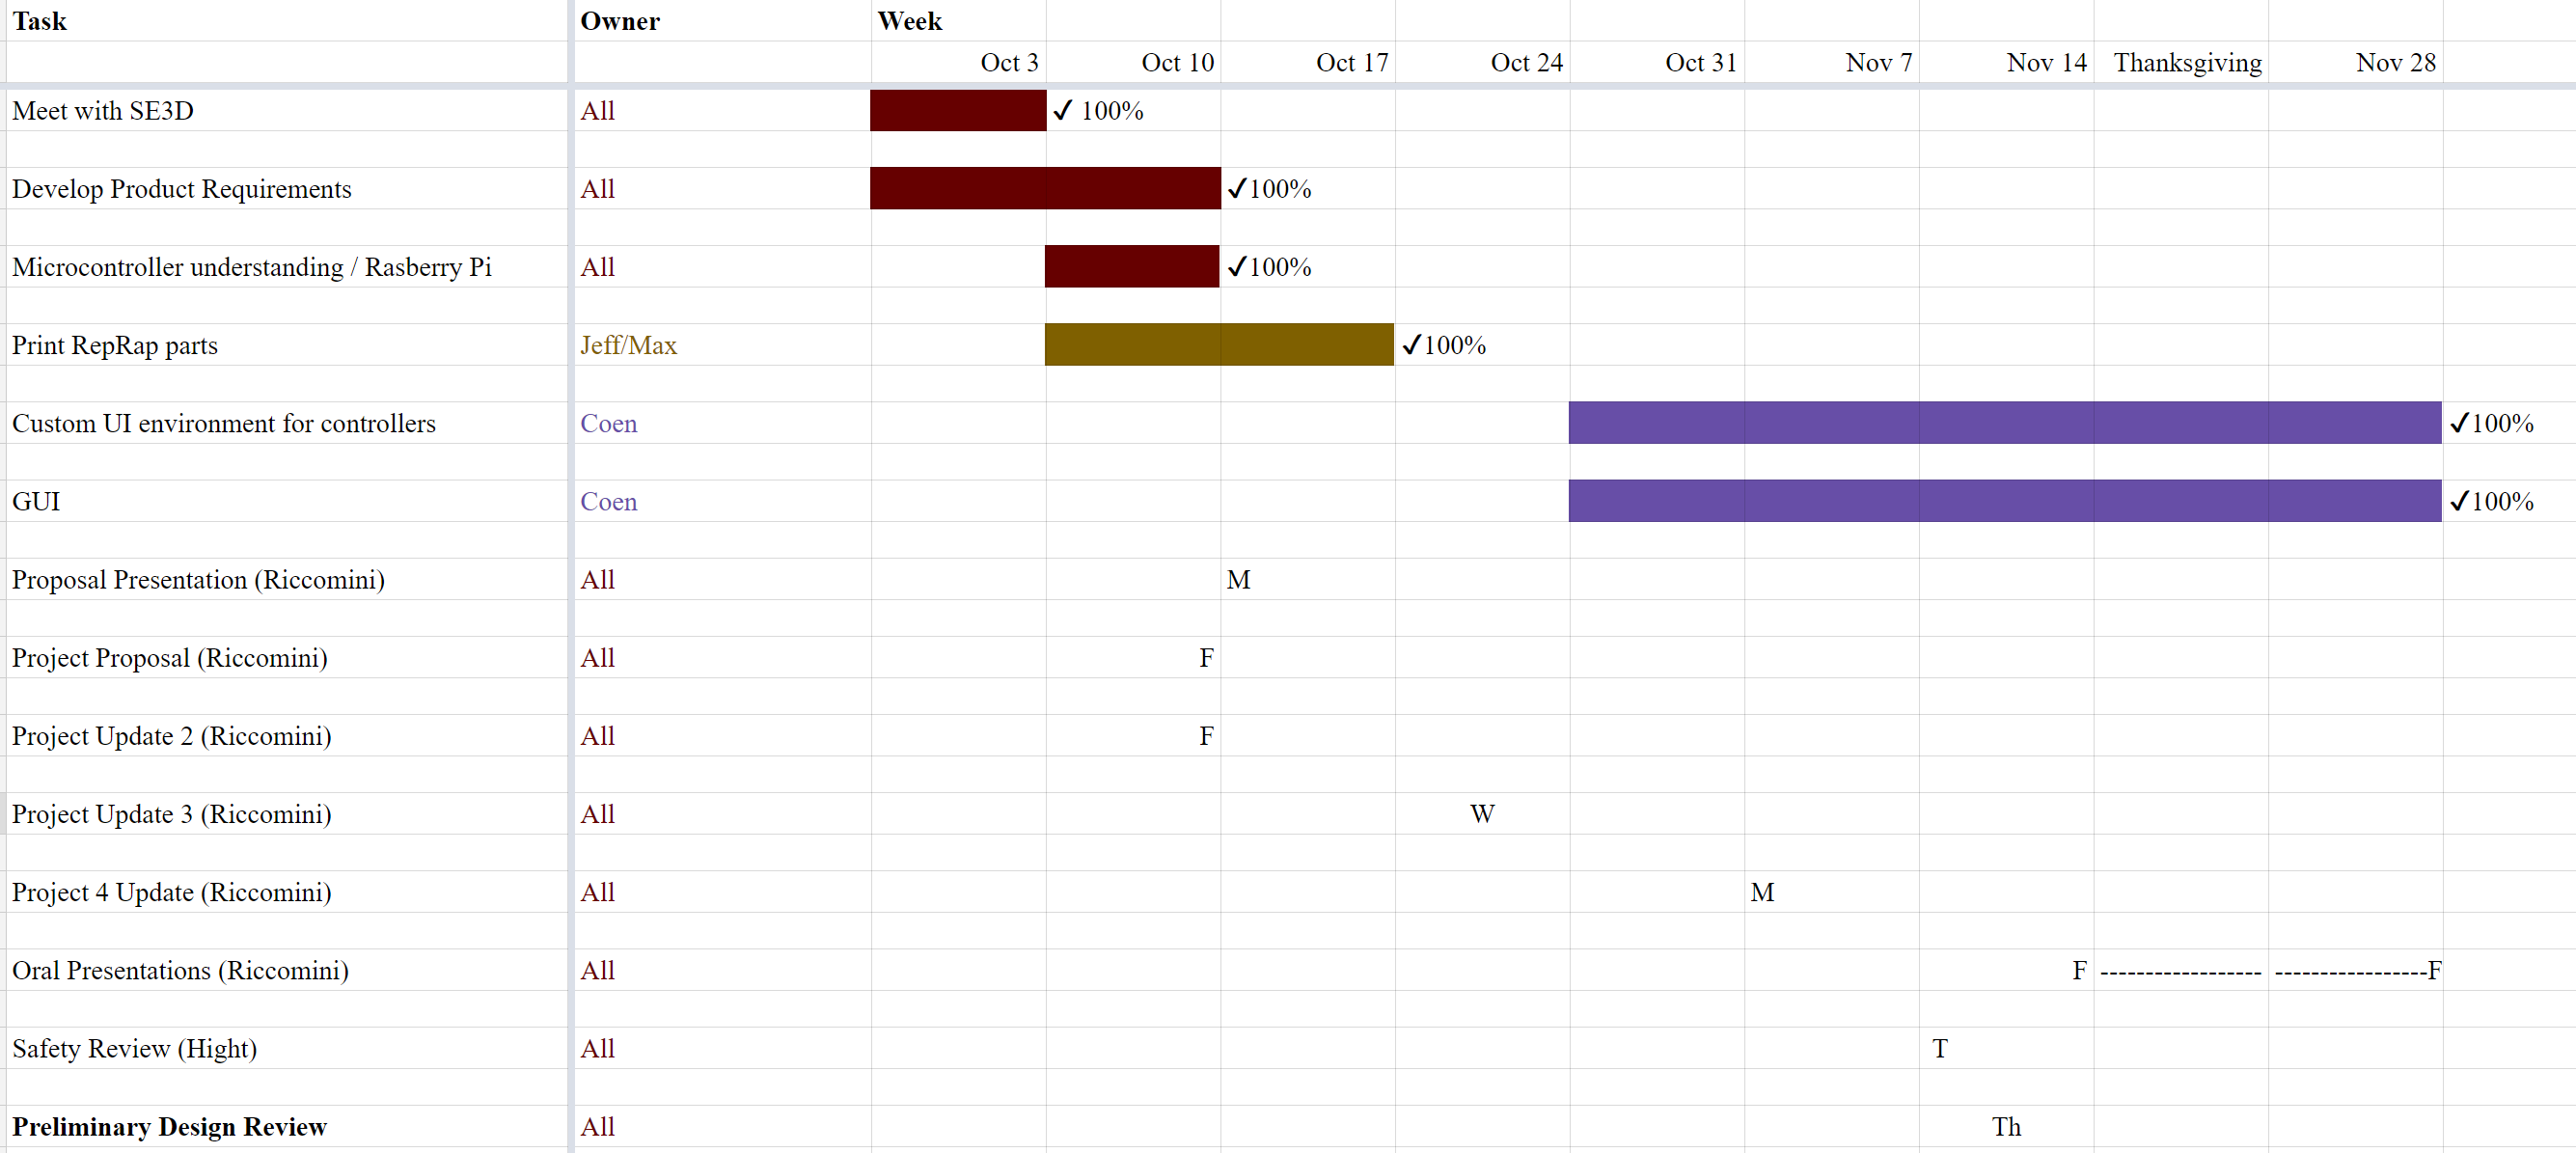 Task Owner Week
Oct 3 Oct 10 Oct 17 Oct 24 Oct 31 Nov 7 Nov 14 Thanksgiving Nov 28
Meet with SE3D All ✓ 100%
Develop Product Requirements All ✓100%
Microcontroller understanding / Rasberry Pi All ✓100%
Print RepRap parts Jeff/Max ✓100%
Custom UI environment for controllers Coen ✓100%
GUI Coen ✓100%
Proposal Presentation (Riccomini) All M
Project Proposal (Riccomini) All F
Project Update 2 (Riccomini) All F
Project Update 3 (Riccomini) All W
Project 4 Update (Riccomini) All M
Oral Presentations (Riccomini) All F ------------------ -----------------F
Safety Review (Hight) All T
Preliminary Design Review All Th